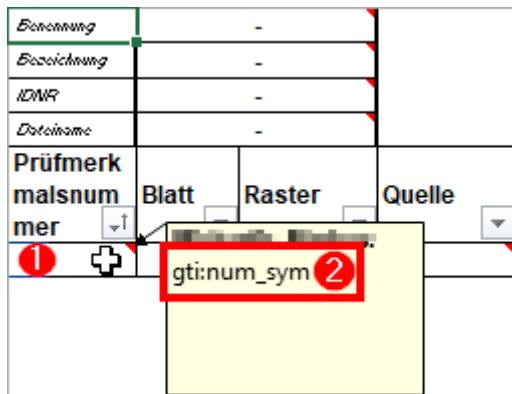 Benennung -
Bezeichnung -
IDNR -
Dateiname -
Prüfmerk
malsnum
mer Blatt Raster Quelle
1
gti:num_sym 2